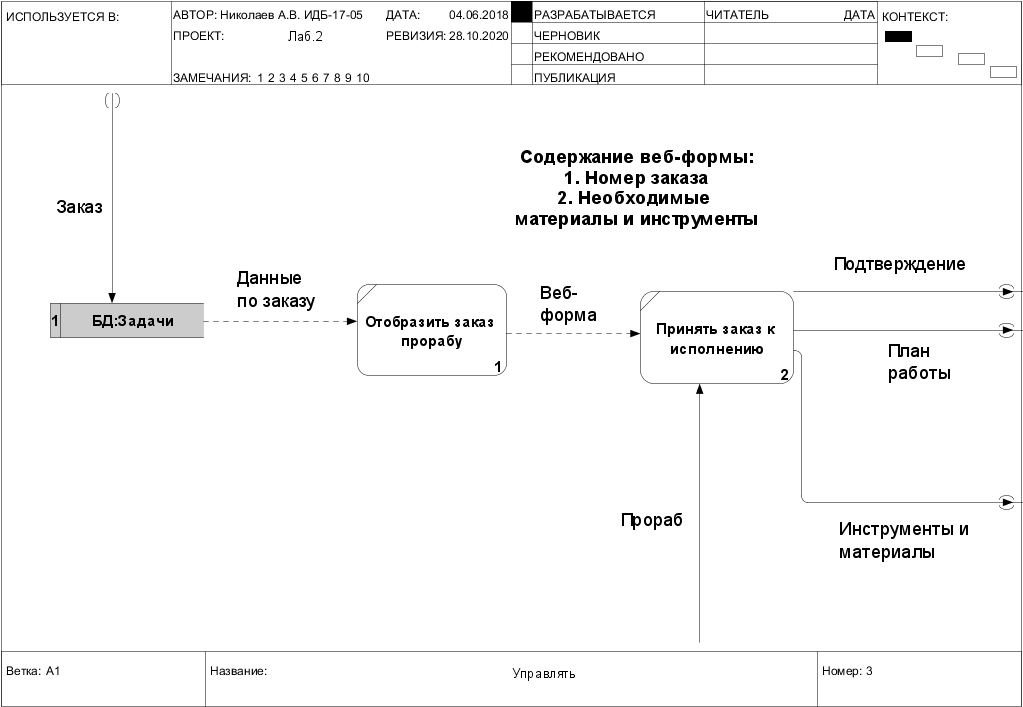 ИСПОЛЬЗУЕТСЯ В:
АВТОР: Николаев А.В. ИДБ-17-05
ДАТА: 04.06.2018
РАЗРАБАТЫВАЕТСЯ
ЧИТАТЕЛЬ
ДАТА
КОНТЕКСТ:
ПРОЕКТ: Лаб.2
РЕВИЗИЯ: 28.10.2020
ЧЕРНОВИК
РЕКОМЕНДОВАНО
ЗАМЕЧАНИЯ: 1 2 3 4 5 6 7 8 9 10
ПУБЛИКАЦИЯ
Содержание веб-формы:
1. Номер заказа
2. Необходимые
материалы и инструменты
Заказ
1 БД:Задачи
Данные
по заказу
Отобразить заказ
прорабу
1
Веб-
форма
Принять заказ к
исполнению
2
Подтверждение
План
работы
Прораб
Инструменты и
материалы
Ветка: A1
Название:
Управлять
Номер: 3